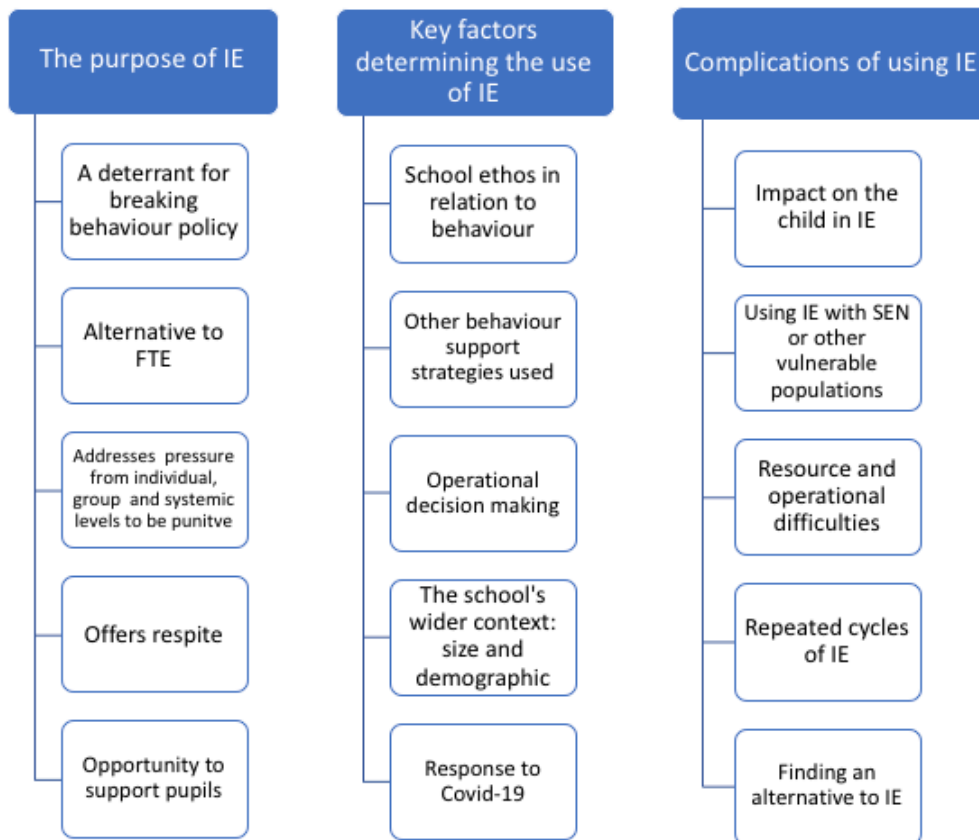 The purpose of IE
A deterrant for
breaking
behaviour policy
Alternative to
FTE
Addresses pressure
from individual,
group and systemic
levels to be punitve
Offers respite
Opportunity to
support pupils
Key factors
determining the use
of IE
School ethos in
relation to
behaviour
Other behaviour
support
strategies used
Operational
decision making
The school's
wider context:
size and
demographic
Response to
Covid-19
Complications of using IE
Impact on the
child in IE
Using IE with SEN
or other
vulnerable
populations
Resource and
operational
difficulties
Repeated cycles
of IE
Finding an
alternative to IE